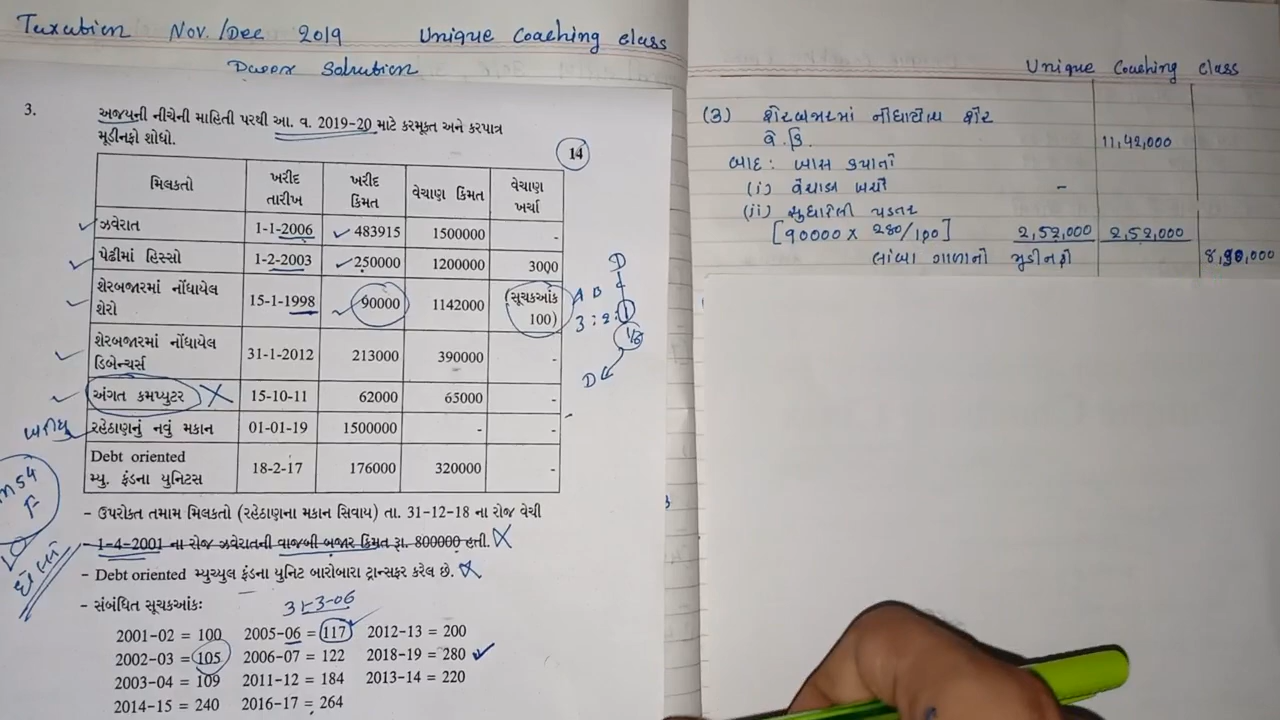 Taxation Nov./Dec 2019 Unique Coaching class
Paper Solution
3. અજયની નીચેની માહિતી પરથી આ. વ. 2019-20 માટે કરમુક્ત અને કરપાત્ર
મૂડીનફો શોધો.
14
મિલકતો ખરીદ તારીખ ખરીદ કિંમત વેચાણ કિંમત વેચાણ ખર્ચા
ઝવેરાત 1-1-2006 483915 1500000 -
પેઢીમાં હિસ્સો 1-2-2003 250000 1200000 3000
શેરબજારમાં નોંધાયેલ શેરો 15-1-1998 90000 1142000 (સૂચકઆંક 100)
શેરબજારમાં નોંધાયેલ ડિબેન્ચર્સ 31-1-2012 213000 390000 -
અંગત કમ્પ્યુટર 15-10-11 62000 65000 -
રહેઠાણનું નવું મકાન 01-01-19 1500000 - -
Debt oriented મ્યુ. ફંડના યુનિટસ 18-2-17 176000 320000 -
D
A B
3:2:1
1/6
D
ms4
F
- ઉપરોક્ત તમામ મિલકતો (રહેઠાણના મકાન સિવાય) તા. 31-12-18 ના રોજ વેચી
- 1-4-2001 ના રોજ ઝવેરાતની વાજબી બજાર કિંમત રૂા. 800000 હતી.
- Debt oriented મ્યુચ્યુલ ફંડના યુનિટ બારોબારા ટ્રાન્સફર કરેલ છે.
- સંબંધિત સૂચકઆંકઃ
31-3-06
2001-02 = 100 2005-06 = 117 2012-13 = 200
2002-03 = 105 2006-07 = 122 2018-19 = 280
2003-04 = 109 2011-12 = 184 2013-14 = 220
2014-15 = 240 2016-17 = 264
Unique Coaching class
(3) શેરબજારમાં નોંધાયેલ શેર
વે. કિ. 11,42,000
બાદ: ખાસ કપાતો
(i) વેચાણ ખર્ચા -
(ii) સુધારેલી પડતર
[90000 x 280/100] 2,52,000 2,52,000
લાંબા ગાળાનો મૂડીનફો 8,90,000